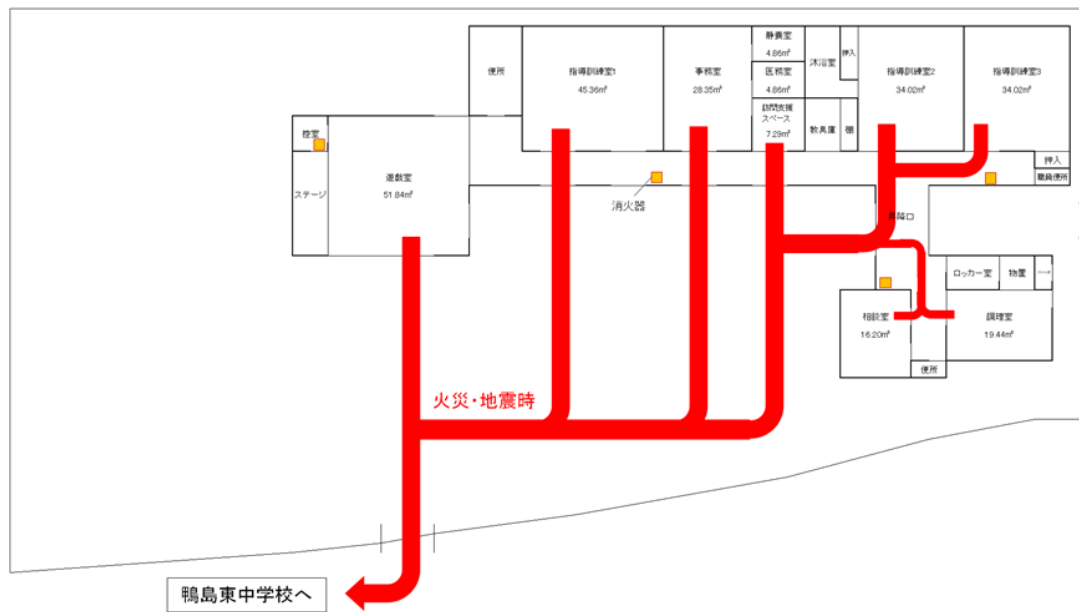 静養室
4.86㎡
便所
指導訓練室1
45.36㎡
事務室
28.35㎡
医務室
4.86㎡
沐浴室
押入
指導訓練室2
34.02㎡
指導訓練室3
34.02㎡
訪問支援
スペース
7.29㎡
教具庫
棚
控室
押入
職員便所
遊戯室
51.84㎡
ステージ
消火器
昇降口
ロッカー室
物置
相談室
16.20㎡
調理室
19.44㎡
便所
火災・地震時
鴨島東中学校へ